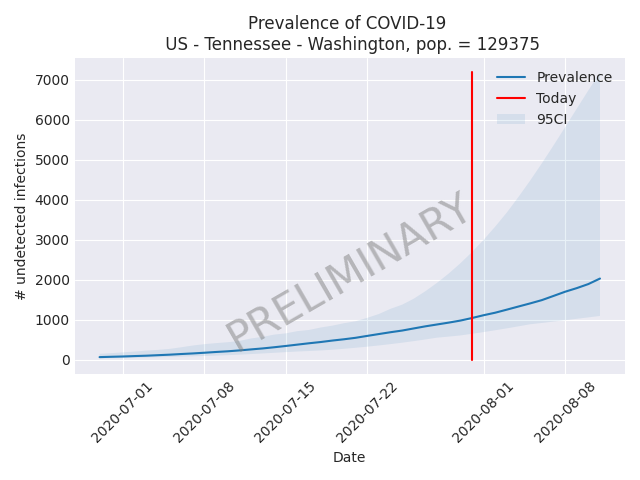 Prevalence of COVID-19
US - Tennessee - Washington, pop. = 129375
# undetected infections
7000
6000
5000
4000
3000
2000
1000
0
Prevalence
Today
95CI
PRELIMINARY
2020-07-01
2020-07-08
2020-07-15
2020-07-22
2020-08-01
2020-08-08
Date